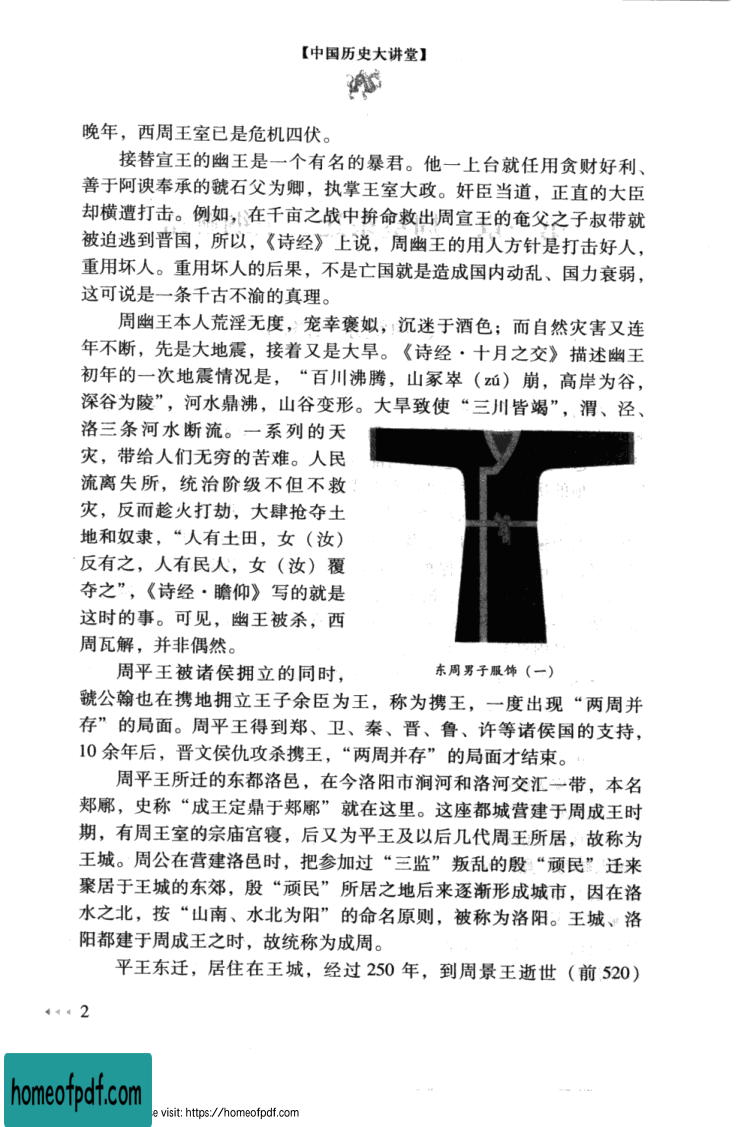 【中国历史大讲堂】
晚年，西周王室已是危机四伏。
接替宣王的幽王是一个有名的暴君。他一上台就任用贪财好利、
善于阿谀奉承的虢石父为卿，执掌王室大政。奸臣当道，正直的大臣
却横遭打击。例如，在千亩之战中拚命救出周宣王的奄父之子叔带就
被迫逃到晋国，所以，《诗经》上说，周幽王的用人方针是打击好人，
重用坏人。重用坏人的后果，不是亡国就是造成国内动乱、国力衰弱，
这可说是一条千古不渝的真理。
周幽王本人荒淫无度，宠幸褒姒，沉迷于酒色；而自然灾害又连
年不断，先是大地震，接着又是大旱。《诗经·十月之交》描述幽王
初年的一次地震情况是，“百川沸腾，山冢崒（zú）崩，高岸为谷，
深谷为陵”，河水鼎沸，山谷变形。大旱致使“三川皆竭”，渭、泾、
洛三条河水断流。一系列的天
灾，带给人们无穷的苦难。人民
流离失所，统治阶级不但不救
灾，反而趁火打劫，大肆抢夺土
地和奴隶，“人有土田，女（汝）
反有之，人有民人，女（汝）覆
夺之”，《诗经·瞻仰》写的就是
这时的事。可见，幽王被杀，西
周瓦解，并非偶然。
东周男子服饰（一）
周平王被诸侯拥立的同时，
虢公翰也在携地拥立王子余臣为王，称为携王，一度出现“两周并
存”的局面。周平王得到郑、卫、秦、晋、鲁、许等诸侯国的支持，
10余年后，晋文侯仇攻杀携王，“两周并存”的局面才结束。
周平王所迁的东都洛邑，在今洛阳市涧河和洛河交汇一带，本名
郏鄏，史称“成王定鼎于郏鄏”就在这里。这座都城营建于周成王时
期，有周王室的宗庙宫寝，后又为平王及以后几代周王所居，故称为
王城。周公在营建洛邑时，把参加过“三监”叛乱的殷“顽民”迁来
聚居于王城的东郊，殷“顽民”所居之地后来逐渐形成城市，因在洛
水之北，按“山南、水北为阳”的命名原则，被称为洛阳。王城、洛
阳都建于周成王之时，故统称为成周。
平王东迁，居住在王城，经过250年，到周景王逝世（前520）
2
homeofpdf.com
e visit: https://homeofpdf.com